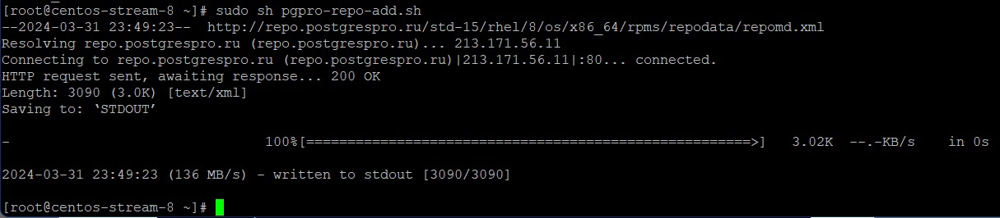 [root@centos-stream-8 ~]# sudo sh pgpro-repo-add.sh
--2024-03-31 23:49:23--  http://repo.postgrespro.ru/std-15/rhel/8/os/x86_64/rpms/repodata/repomd.xml
Resolving repo.postgrespro.ru (repo.postgrespro.ru)... 213.171.56.11
Connecting to repo.postgrespro.ru (repo.postgrespro.ru)|213.171.56.11|:80... connected.
HTTP request sent, awaiting response... 200 OK
Length: 3090 (3.0K) [text/xml]
Saving to: ‘STDOUT’
-                               100%[======================================================>]   3.02K  --.-KB/s    in 0s
2024-03-31 23:49:23 (136 MB/s) - written to stdout [3090/3090]
[root@centos-stream-8 ~]#